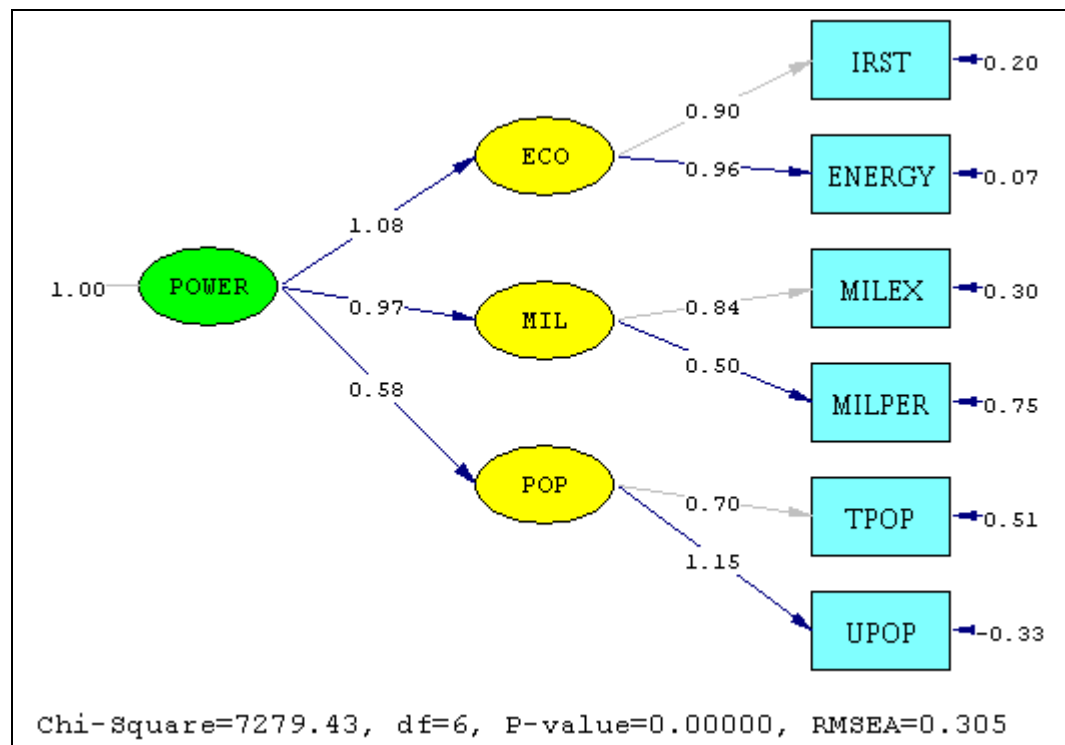 IRST
0.20
0.90
ECO
0.96
ENERGY
0.07
1.08
1.00
POWER
0.97
MIL
0.84
MILEX
0.30
0.50
MILPER
0.75
0.58
POP
0.70
TPOP
0.51
1.15
UPOP
-0.33
Chi-Square=7279.43, df=6, P-value=0.00000, RMSEA=0.305